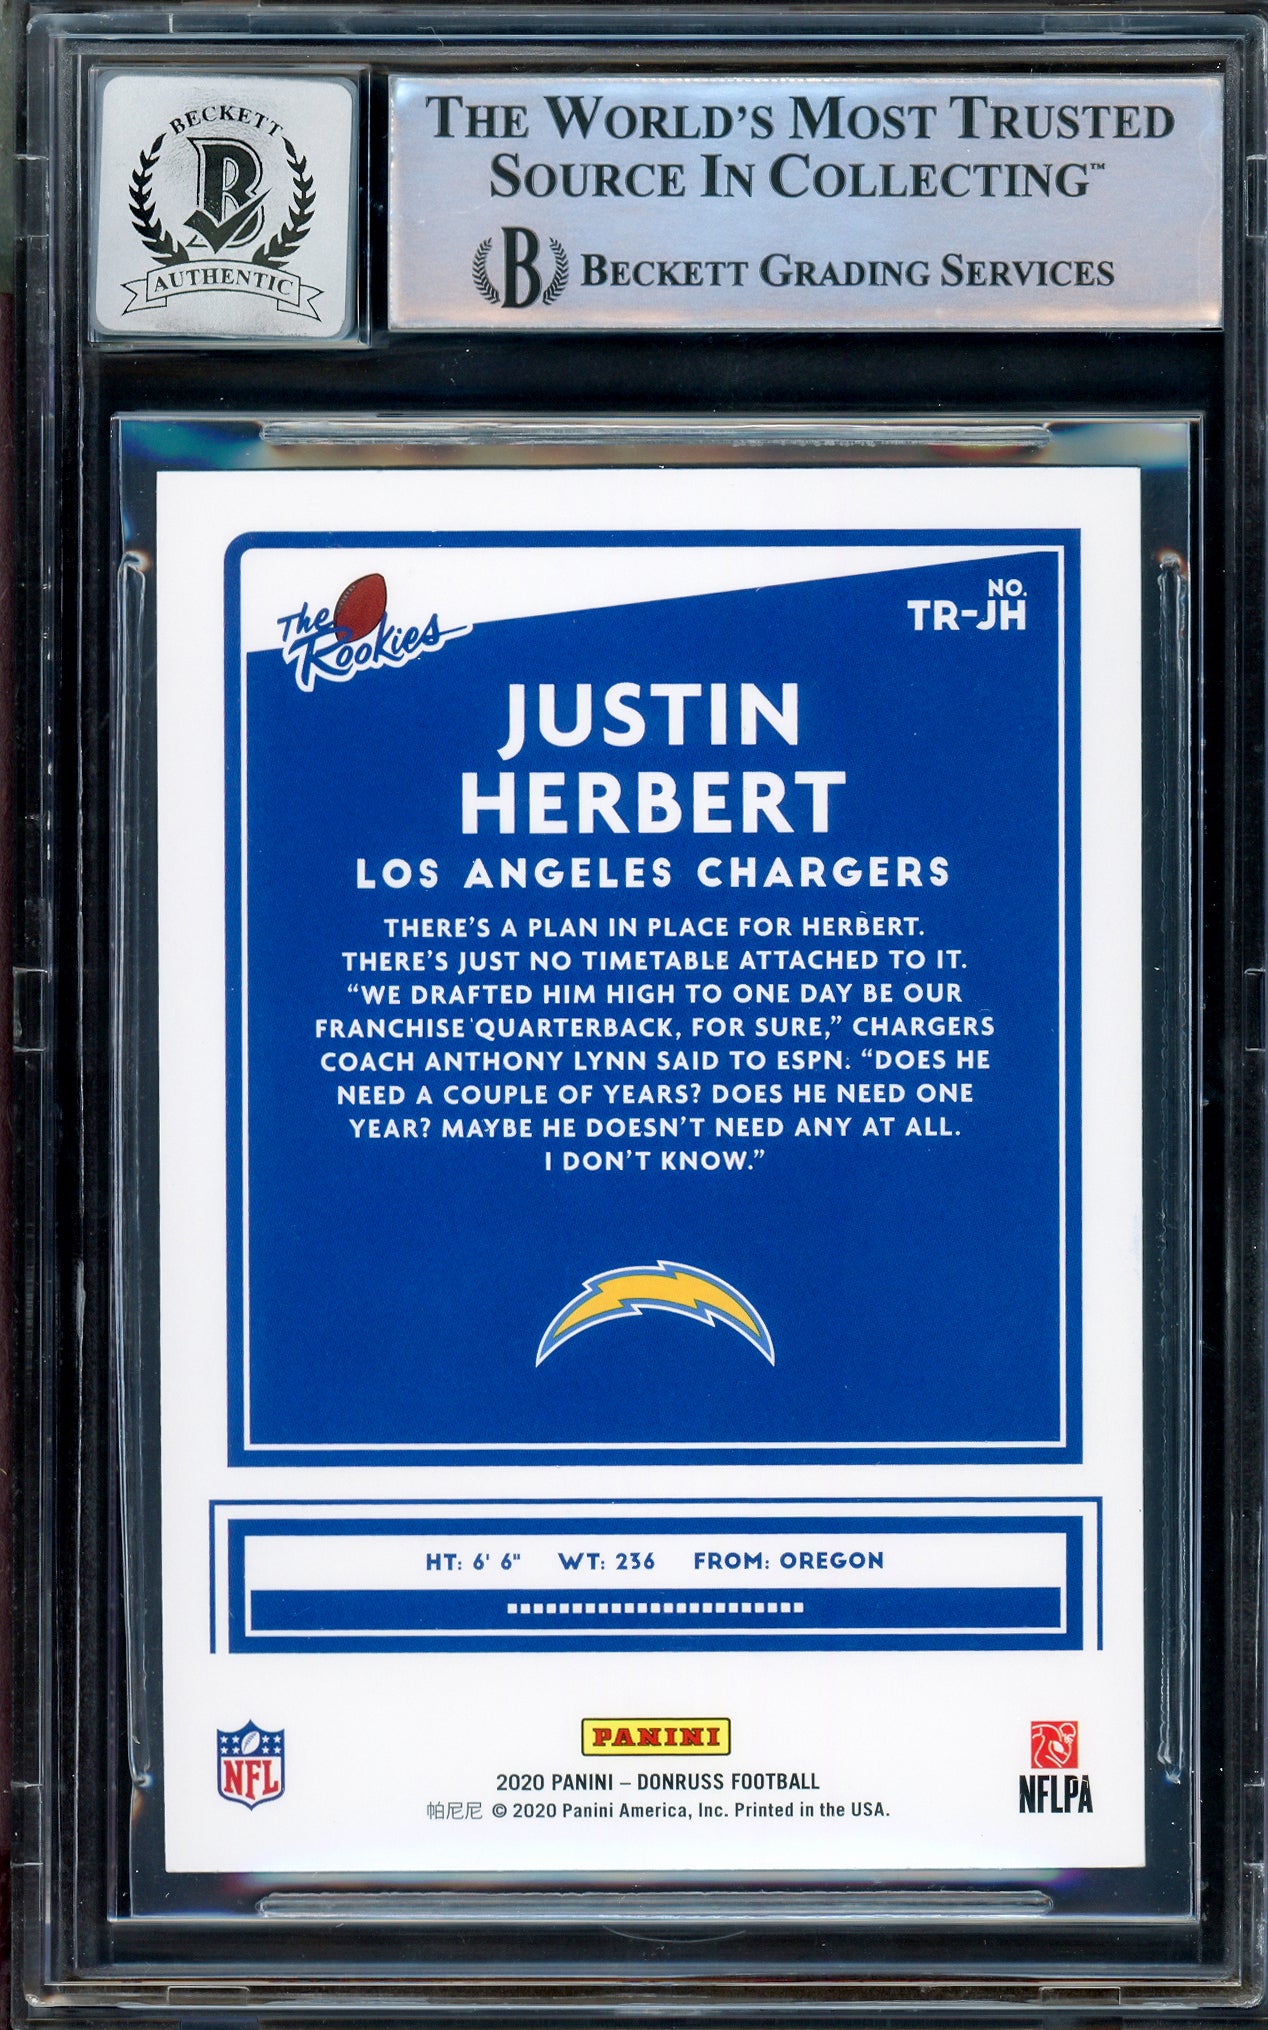 BECKETT
B
AUTHENTIC
THE WORLD'S MOST TRUSTED
SOURCE IN COLLECTING™
B BECKETT GRADING SERVICES
The
Rookies
NO.
TR-JH
JUSTIN
HERBERT
LOS ANGELES CHARGERS
THERE'S A PLAN IN PLACE FOR HERBERT.
THERE'S JUST NO TIMETABLE ATTACHED TO IT.
“WE DRAFTED HIM HIGH TO ONE DAY BE OUR
FRANCHISE QUARTERBACK, FOR SURE,” CHARGERS
COACH ANTHONY LYNN SAID TO ESPN. “DOES HE
NEED A COUPLE OF YEARS? DOES HE NEED ONE
YEAR? MAYBE HE DOESN'T NEED ANY AT ALL.
I DON'T KNOW.”
HT: 6' 6" WT: 236 FROM: OREGON
NFL
PANINI
NFLPA
2020 PANINI – DONRUSS FOOTBALL
帕尼尼 © 2020 Panini America, Inc. Printed in the USA.